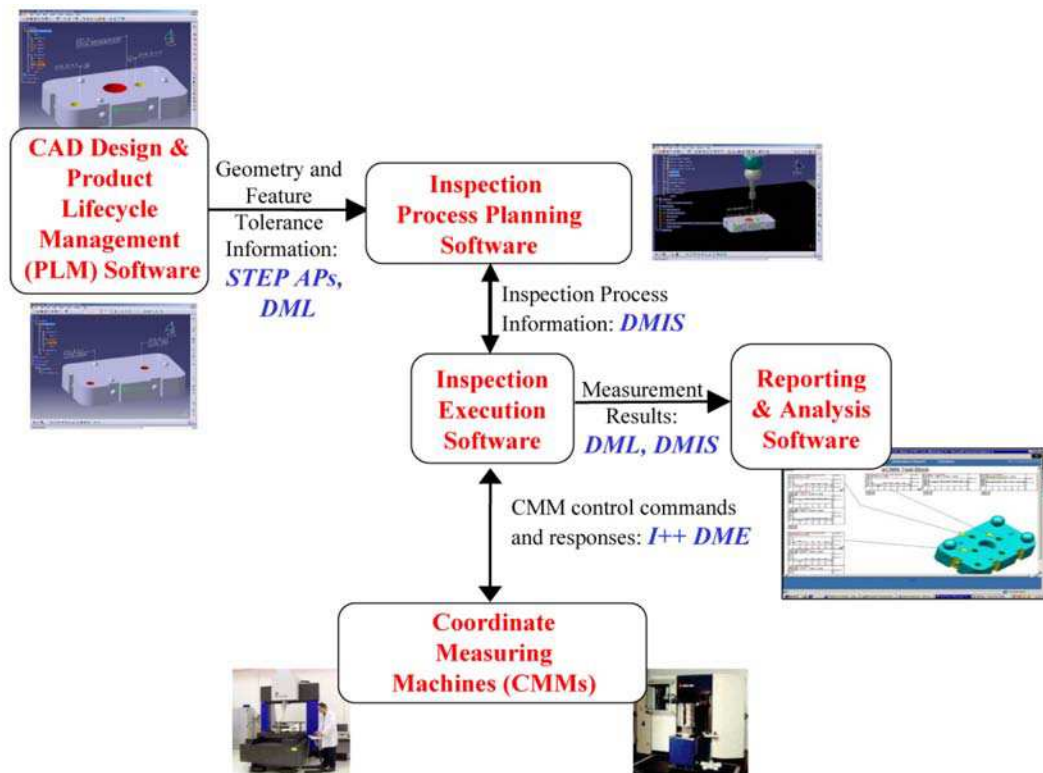 CAD Design &
Product
Lifecycle
Management
(PLM) Software
Geometry and
Feature
Tolerance
Information:
STEP APs,
DML
Inspection
Process Planning
Software
Inspection Process
Information: DMIS
Inspection
Execution
Software
Measurement
Results:
DML, DMIS
Reporting
& Analysis
Software
CMM control commands
and responses: I++ DME
Coordinate
Measuring
Machines (CMMs)